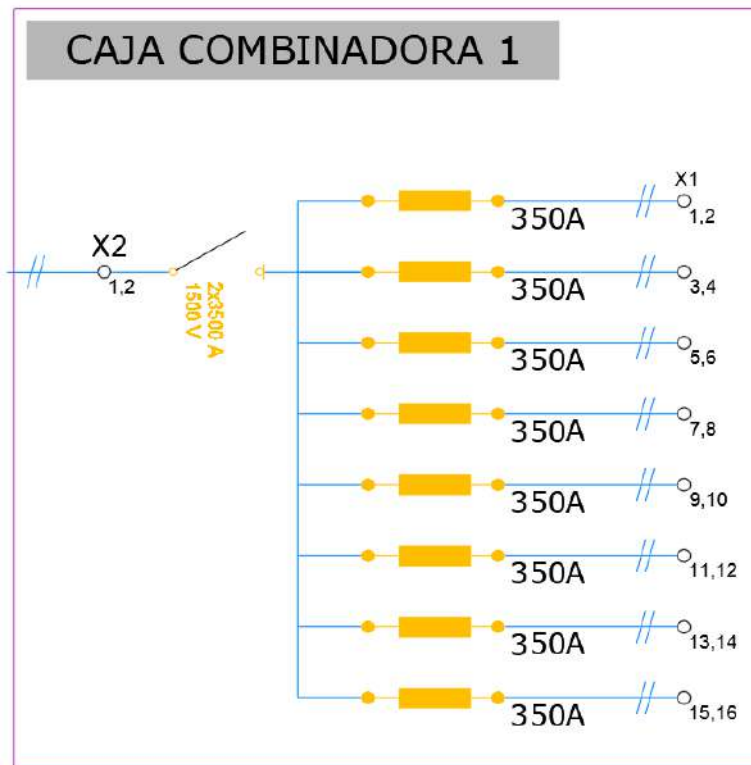 CAJA COMBINADORA 1
X1
350A
1,2
X2
1,2
2x3500 A
1500 V
350A
3,4
350A
5,6
350A
7,8
350A
9,10
350A
11,12
350A
13,14
350A
15,16